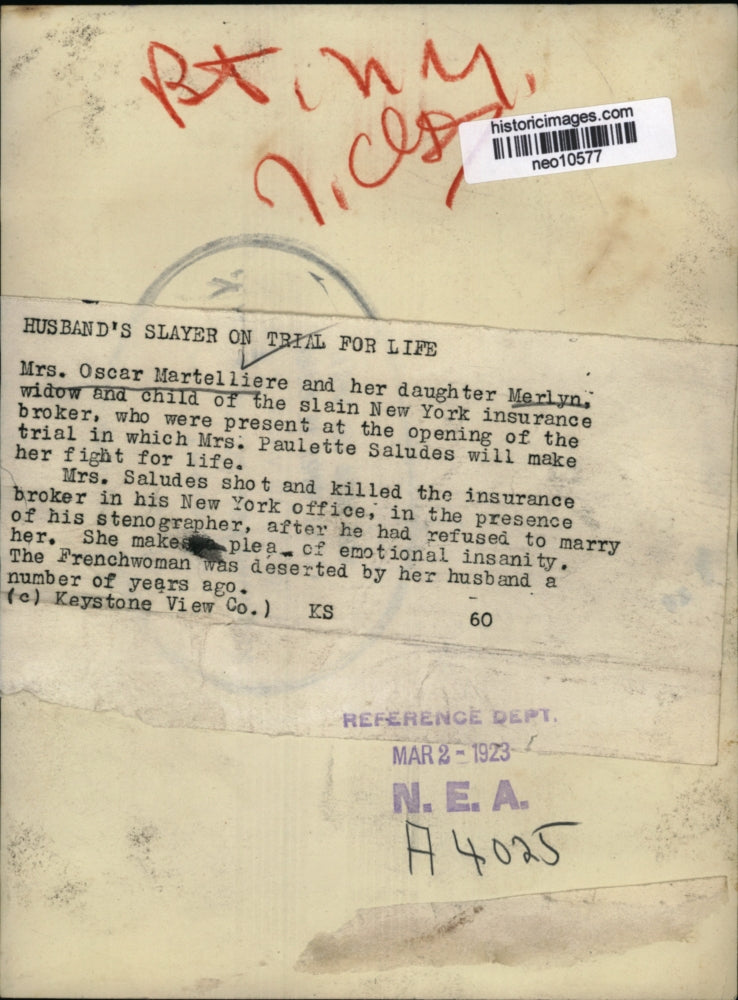 Bt, N.Y.
historicimages.com
neo10577
HUSBAND'S SLAYER ON TRIAL FOR LIFE
Mrs. Oscar Martelliere and her daughter Merlyn,
widow and child of the slain New York insurance
broker, who were present at the opening of the
trial in which Mrs. Paulette Saludes will make
her fight for life.
Mrs. Saludes shot and killed the insurance
broker in his New York office, in the presence
of his stenographer, after he had refused to marry
her. She makes plea of emotional insanity.
The Frenchwoman was deserted by her husband a
number of years ago.
(c) Keystone View Co.) KS 60
REFERENCE DEPT.
MAR 2 - 1923
N. E. A.
A 4025